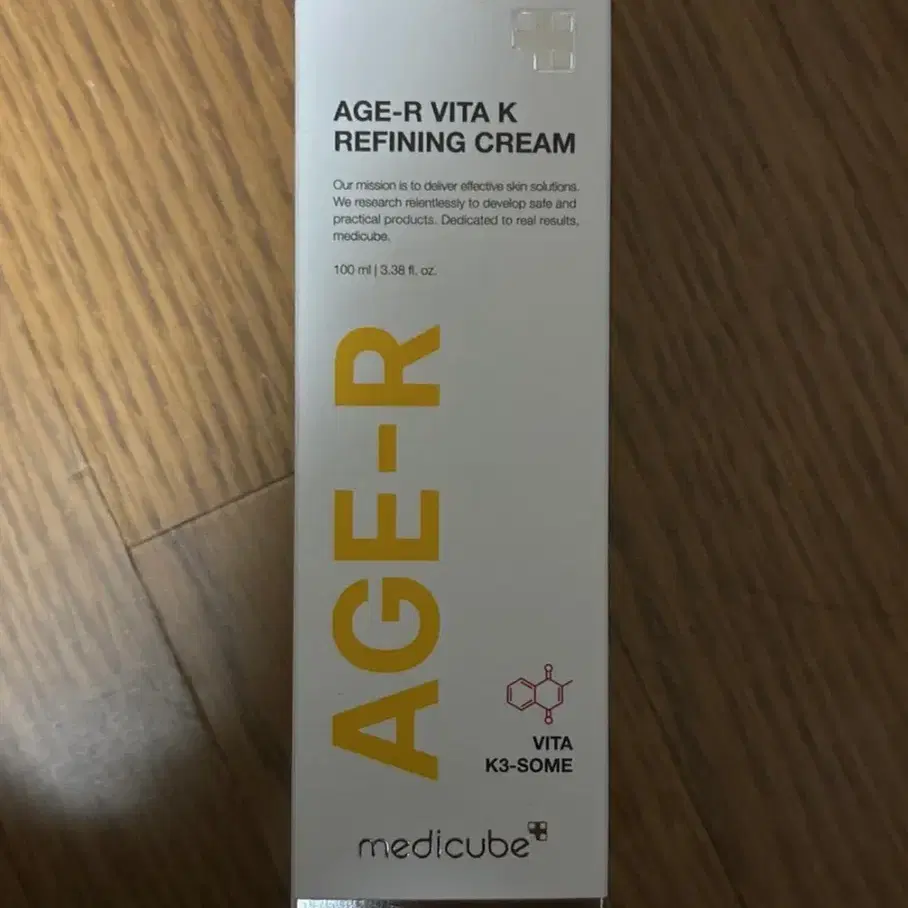 AGE-R VITA K
REFINING CREAM
Our mission is to deliver effective skin solutions.
We research relentlessly to develop safe and
practical products. Dedicated to real results,
medicube.
100 ml | 3.38 fl. oz.
AGE-R
VITA
K3-SOME
medicube